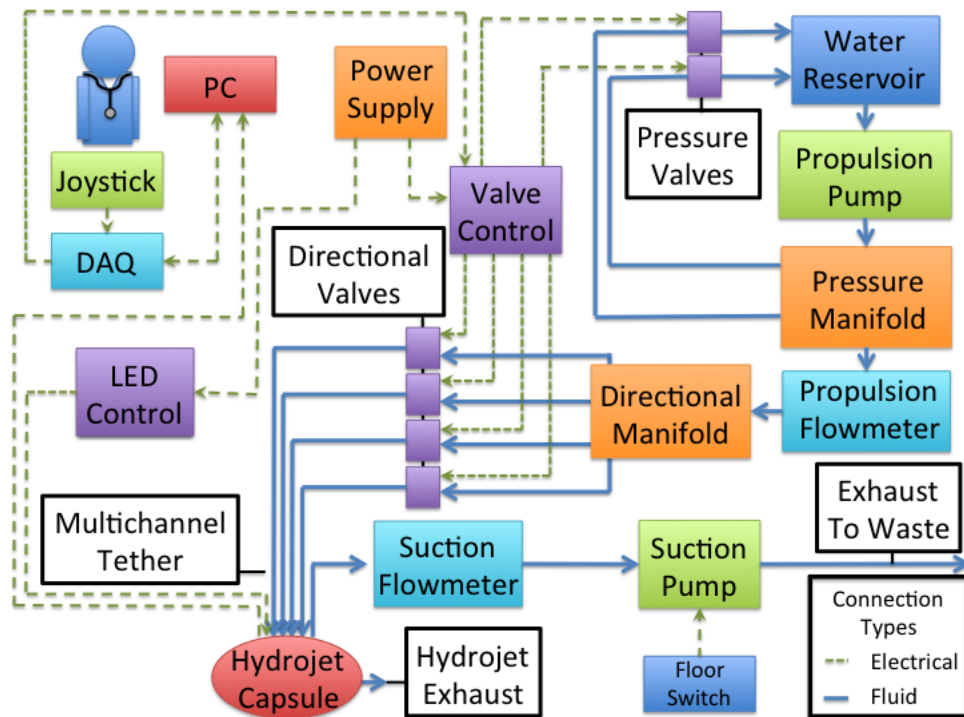 PC
Power
Supply
Water
Reservoir
Pressure
Valves
Propulsion
Pump
Joystick
Valve
Control
DAQ
Directional
Valves
Pressure
Manifold
LED
Control
Directional
Manifold
Propulsion
Flowmeter
Multichannel
Tether
Suction
Flowmeter
Suction
Pump
Exhaust
To Waste
Connection
Types
Electrical
Fluid
Hydrojet
Capsule
Hydrojet
Exhaust
Floor
Switch